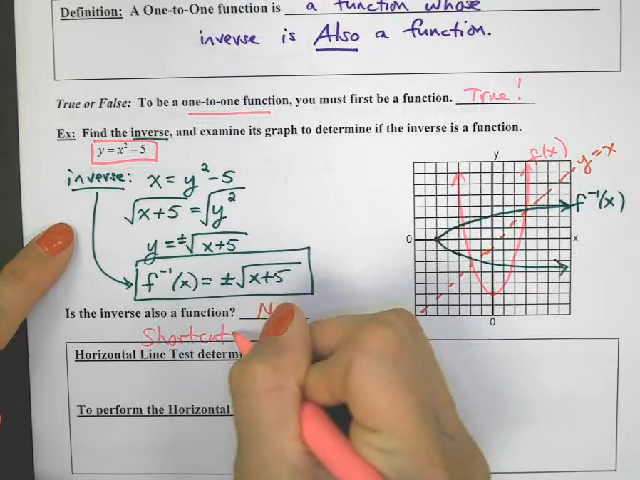 Definition: A One-to-One function is a function whose
inverse is Also a function.
True or False: To be a one-to-one function, you must first be a function. True!
Ex: Find the inverse, and examine its graph to determine if the inverse is a function.
y = x² − 5
inverse: x = y² − 5
√x+5 = √y²
y = ±√x+5
f⁻¹(x) = ±√x+5
y
f(x)
y=x
f⁻¹(x)
0
x
0
Is the inverse also a function?
Shortcut
Horizontal Line Test
To perform the Horizontal